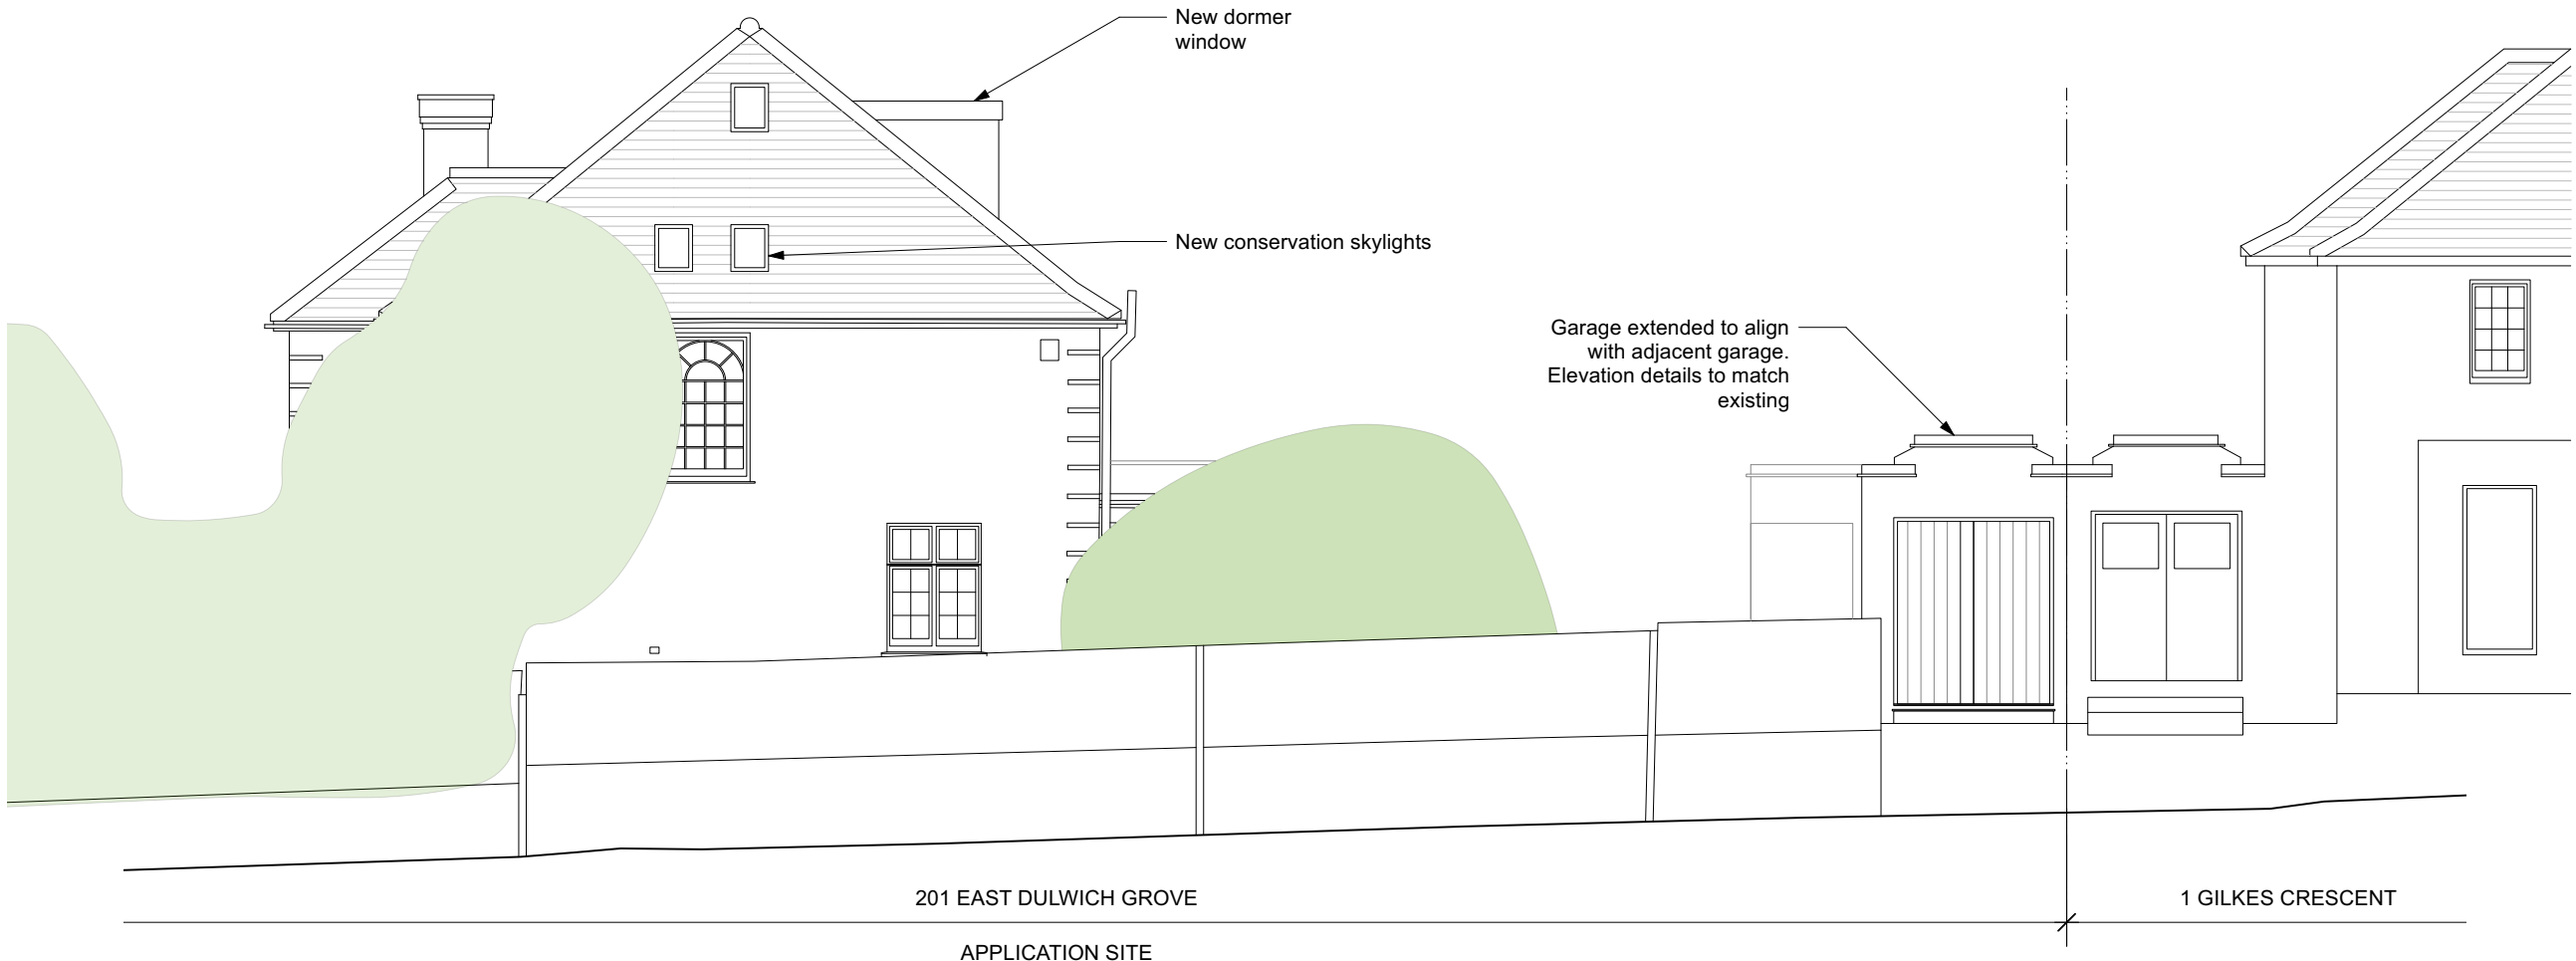 New dormer
window
New conservation skylights
Garage extended to align
with adjacent garage.
Elevation details to match
existing
201 EAST DULWICH GROVE
1 GILKES CRESCENT
APPLICATION SITE